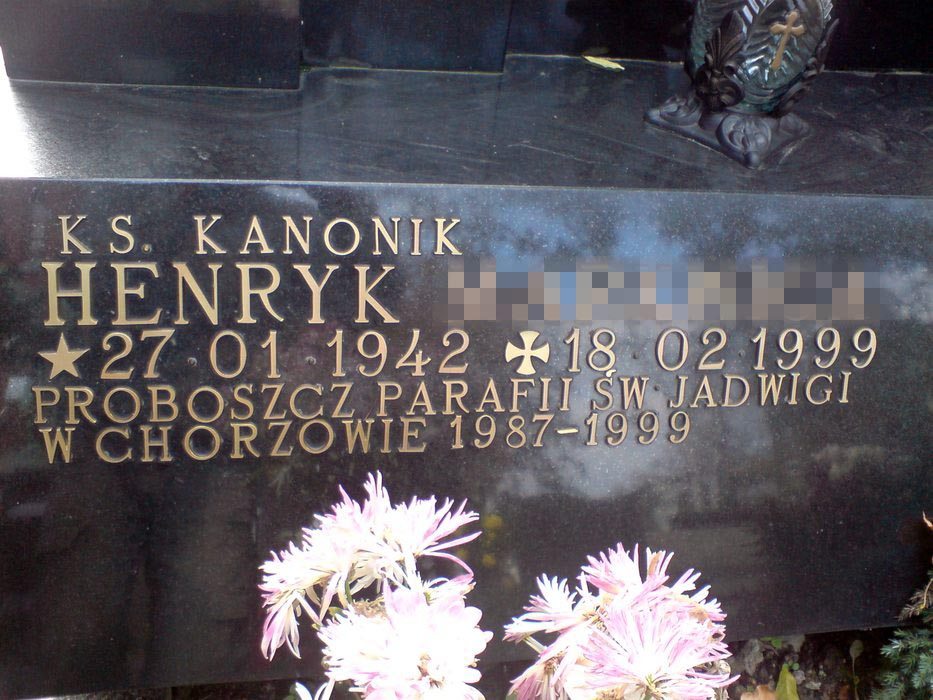 KS. KANONIK
HENRYK
★ 27.01.1942 ✠ 18.02.1999
PROBOSZCZ PARAFII ŚW. JADWIGI
W CHORZOWIE 1987-1999